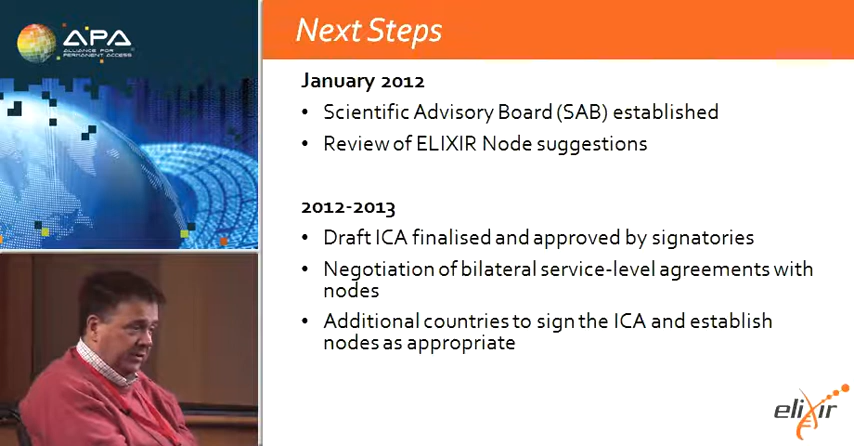 APA
ALLIANCE FOR
PERMANENT ACCESS
Next Steps
January 2012
• Scientific Advisory Board (SAB) established
• Review of ELIXIR Node suggestions
2012-2013
• Draft ICA finalised and approved by signatories
• Negotiation of bilateral service-level agreements with
nodes
• Additional countries to sign the ICA and establish
nodes as appropriate
elixir